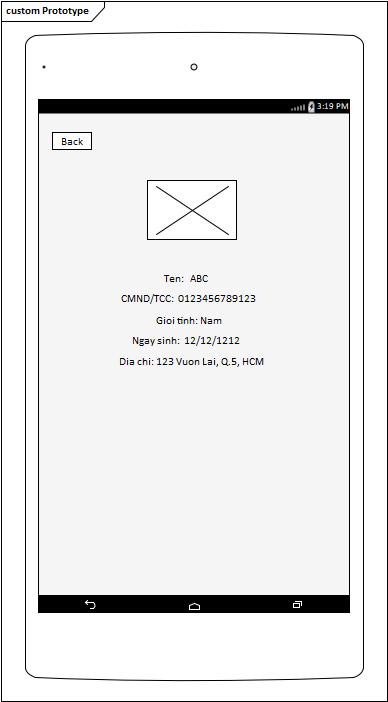 custom Prototype
3:19 PM
Back
Ten: ABC
CMND/TCC: 0123456789123
Gioi tinh: Nam
Ngay sinh: 12/12/1212
Dia chi: 123 Vuon Lai, Q.5, HCM